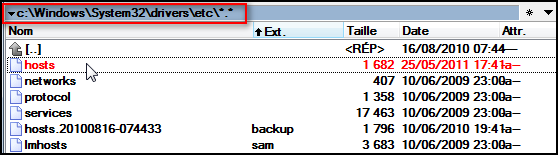 c:\Windows\System32\drivers\etc\*.*
Nom Ext. Taille Date Attr.
[..] <RÉP> 16/08/2010 07:44 —
hosts 1 682 25/05/2011 17:41 a—
networks 407 10/06/2009 23:00 a—
protocol 1 358 10/06/2009 23:00 a—
services 17 463 10/06/2009 23:00 a—
hosts.20100816-074433 backup 1 796 10/06/2010 19:41 a—
lmhosts sam 3 683 10/06/2009 23:00 a—